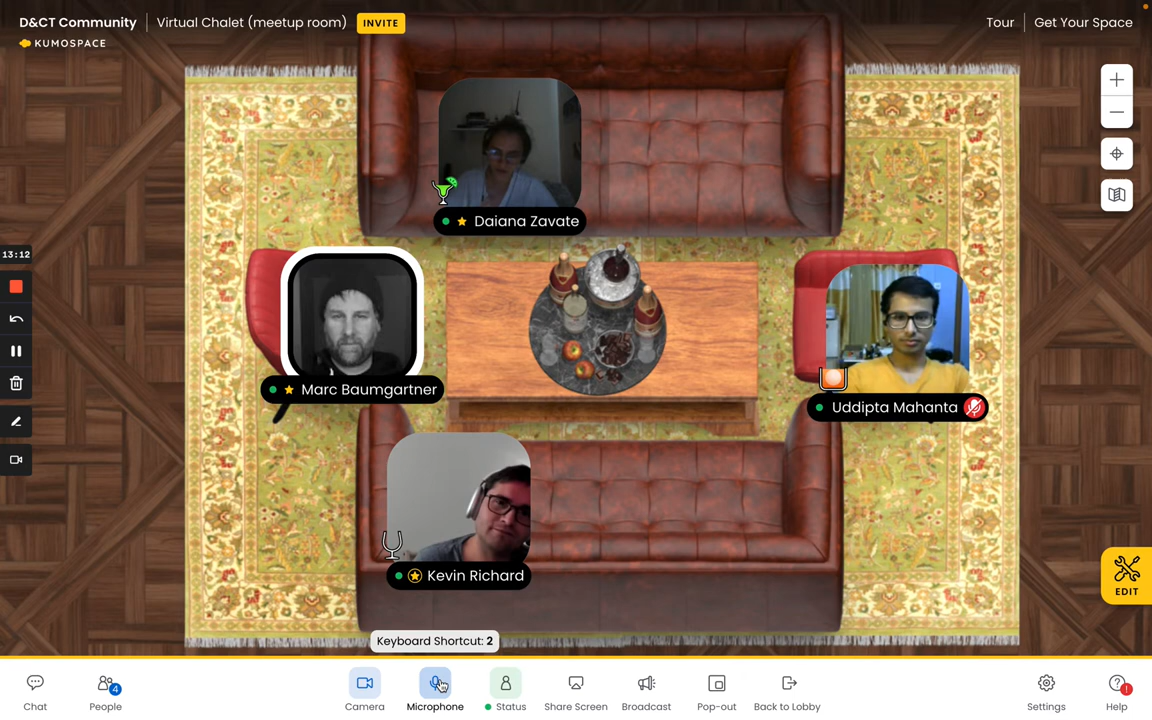 D&CT Community
Virtual Chalet (meetup room)
INVITE
Tour
Get Your Space
KUMOSPACE
Daiana Zavate
13:12
Marc Baumgartner
Uddipta Mahanta
Kevin Richard
EDIT
Keyboard Shortcut: 2
4
!
Chat
People
Camera
Microphone
Status
Share Screen
Broadcast
Pop-out
Back to Lobby
Settings
Help